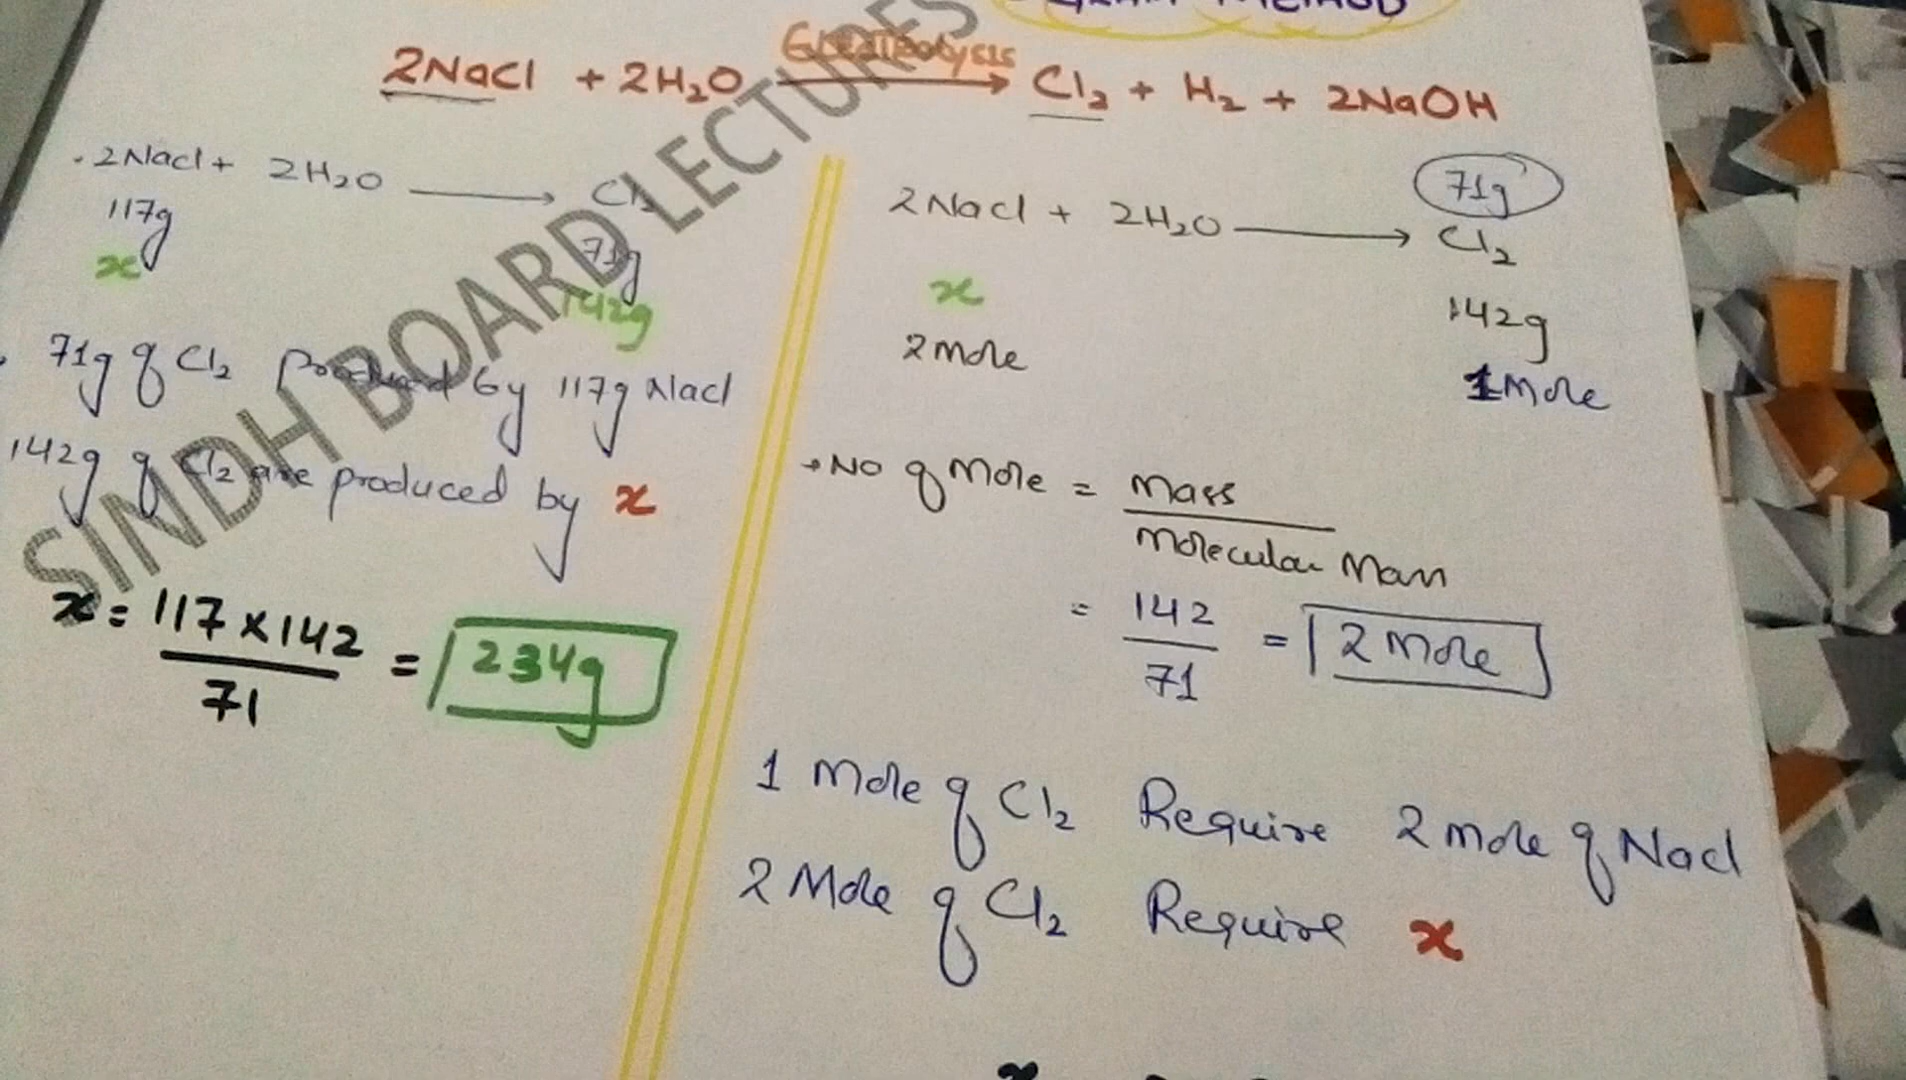 METHOD
Electrolysis
2NaCl + 2H₂O → Cl₂ + H₂ + 2NaOH
2NaCl + 2H₂O → Cl₂
117g 71g
x 142g
71g of Cl₂ produced by 117g NaCl
142g of Cl₂ are produced by x
x = 117 × 142 / 71 = 234g
71g
2NaCl + 2H₂O → Cl₂
x 142g
2 mole 1 Mole
→ No of Mole = Mass / Molecular Mass
= 142 / 71 = 2 Mole
1 Mole of Cl₂ Require 2 mole of NaCl
2 Mole of Cl₂ Require x
SINDH BOARD LECTURES